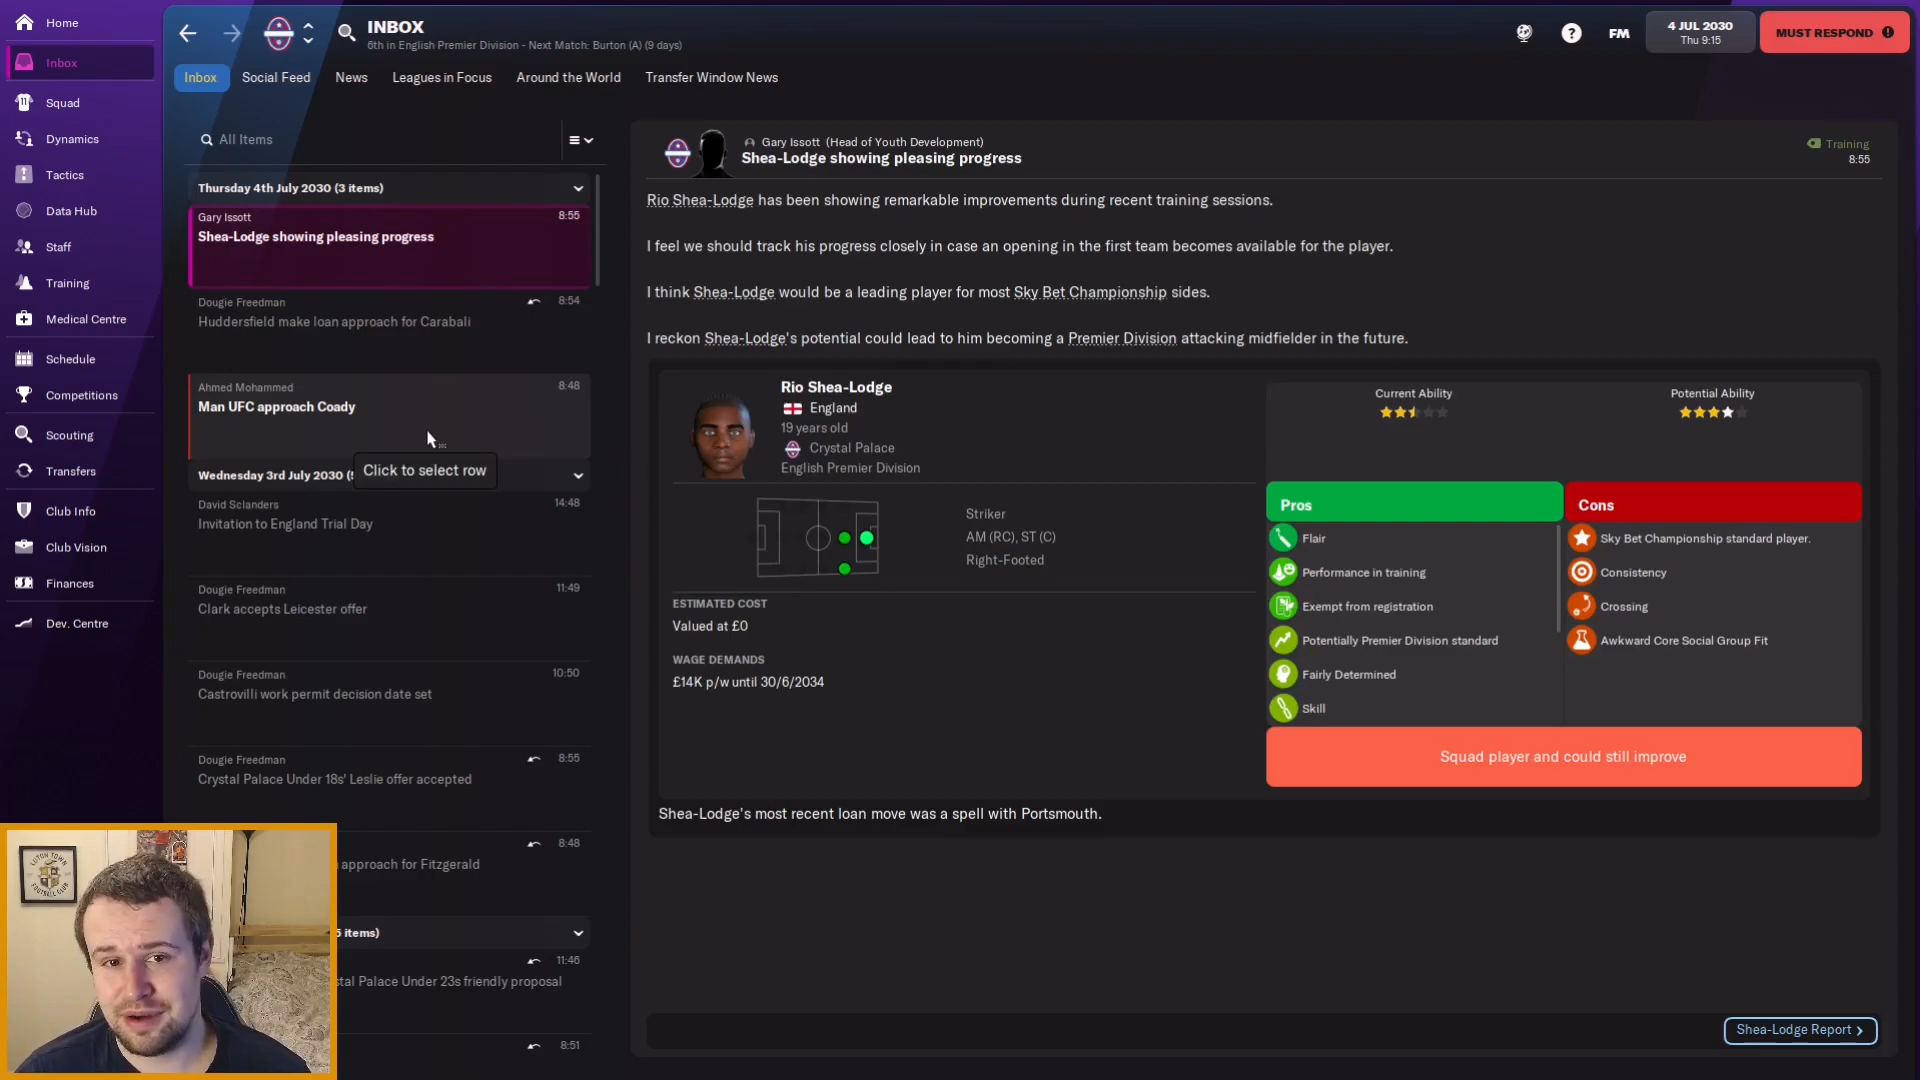 Home
Inbox
Squad
Dynamics
Tactics
Data Hub
Staff
Training
Medical Centre
Schedule
Competitions
Scouting
Transfers
Club Info
Club Vision
Finances
Dev. Centre
INBOX
6th in English Premier Division - Next Match: Burton (A) (9 days)
?
FM
4 JUL 2030
Thu 9:15
MUST RESPOND
Inbox
Social Feed
News
Leagues in Focus
Around the World
Transfer Window News
All Items
Thursday 4th July 2030 (3 items)
Gary Issott 8:55
Shea-Lodge showing pleasing progress
Dougie Freedman 8:54
Huddersfield make loan approach for Carabali
Ahmed Mohammed 8:48
Man UFC approach Coady
Wednesday 3rd July 2030
Click to select row
David Sclanders 14:48
Invitation to England Trial Day
Dougie Freedman 11:49
Clark accepts Leicester offer
Dougie Freedman 10:50
Castrovilli work permit decision date set
Dougie Freedman 8:55
Crystal Palace Under 18s' Leslie offer accepted
8:48
approach for Fitzgerald
items)
11:46
stal Palace Under 23s friendly proposal
8:51
LUTON TOWN
FOOTBALL CLUB
Gary Issott (Head of Youth Development)
Shea-Lodge showing pleasing progress
Training
8:55
Rio Shea-Lodge has been showing remarkable improvements during recent training sessions.
I feel we should track his progress closely in case an opening in the first team becomes available for the player.
I think Shea-Lodge would be a leading player for most Sky Bet Championship sides.
I reckon Shea-Lodge's potential could lead to him becoming a Premier Division attacking midfielder in the future.
Rio Shea-Lodge
England
19 years old
Crystal Palace
English Premier Division
Striker
AM (RC), ST (C)
Right-Footed
ESTIMATED COST
Valued at £0
WAGE DEMANDS
£14K p/w until 30/6/2034
Current Ability
Potential Ability
Pros
Flair
Performance in training
Exempt from registration
Potentially Premier Division standard
Fairly Determined
Skill
Cons
Sky Bet Championship standard player.
Consistency
Crossing
Awkward Core Social Group Fit
Squad player and could still improve
Shea-Lodge's most recent loan move was a spell with Portsmouth.
Shea-Lodge Report